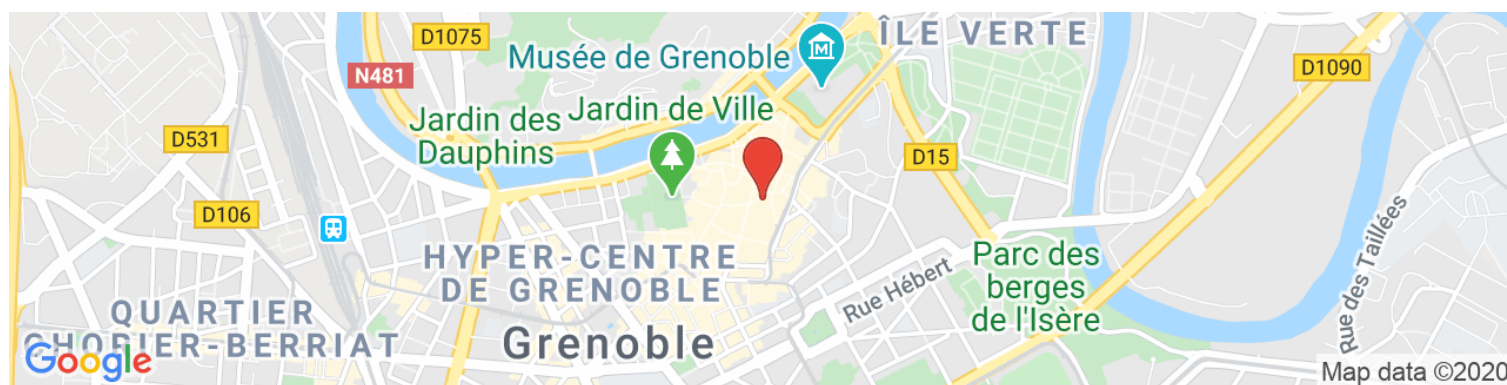 D1075
ÎLE VERTE
Musée de Grenoble
N481
D1090
Jardin des
Dauphins
Jardin de Ville
D531
D15
D106
HYPER-CENTRE
DE GRENOBLE
Parc des
berges
de l'Isère
Rue Hébert
Rue des Taillées
QUARTIER
CHORIER-BERRIAT
Grenoble
Google
Map data ©2020